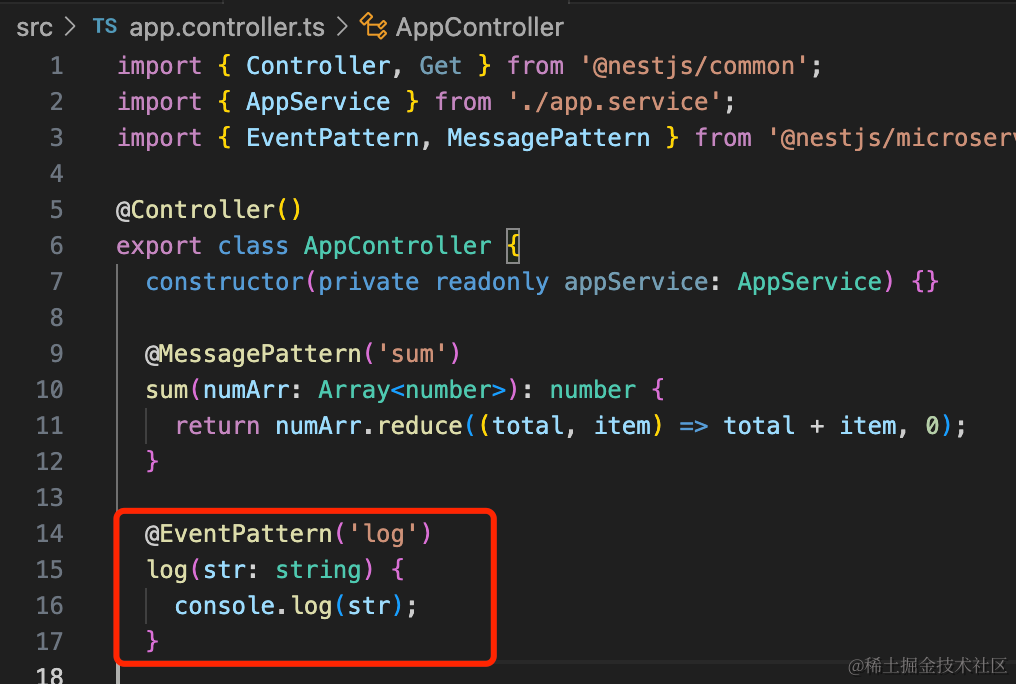 src > TS app.controller.ts > AppController
1 import { Controller, Get } from '@nestjs/common';
2 import { AppService } from './app.service';
3 import { EventPattern, MessagePattern } from '@nestjs/microserv
4
5 @Controller()
6 export class AppController {
7   constructor(private readonly appService: AppService) {}
8
9   @MessagePattern('sum')
10   sum(numArr: Array<number>): number {
11     return numArr.reduce((total, item) => total + item, 0);
12   }
13
14   @EventPattern('log')
15   log(str: string) {
16     console.log(str);
17   }
18
@稀土掘金技术社区